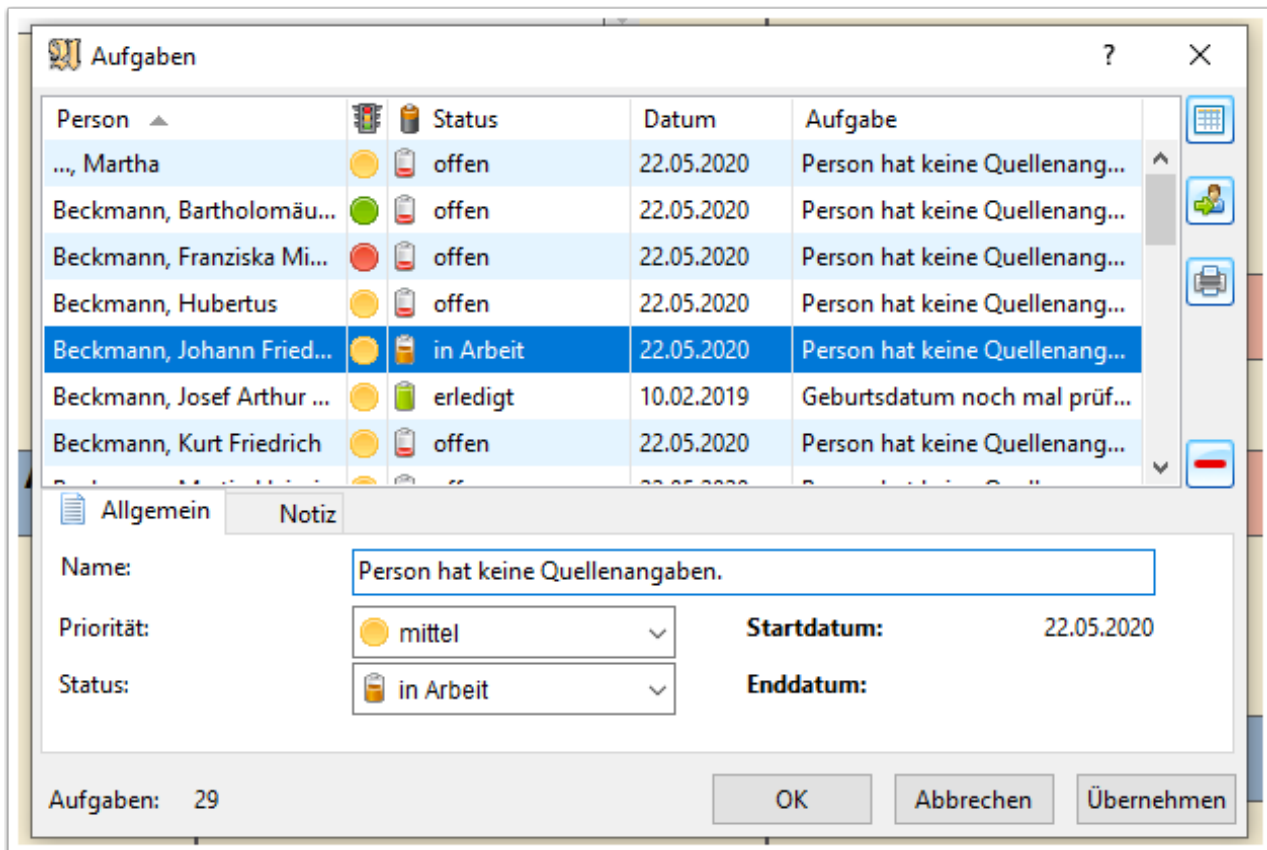 Aufgaben ?
Person Status Datum Aufgabe
..., Martha offen 22.05.2020 Person hat keine Quellenang...
Beckmann, Bartholomäu... offen 22.05.2020 Person hat keine Quellenang...
Beckmann, Franziska Mi... offen 22.05.2020 Person hat keine Quellenang...
Beckmann, Hubertus offen 22.05.2020 Person hat keine Quellenang...
Beckmann, Johann Fried... in Arbeit 22.05.2020 Person hat keine Quellenang...
Beckmann, Josef Arthur ... erledigt 10.02.2019 Geburtsdatum noch mal prüf...
Beckmann, Kurt Friedrich offen 22.05.2020 Person hat keine Quellenang...
Allgemein Notiz
Name: Person hat keine Quellenangaben.
Priorität: mittel Startdatum: 22.05.2020
Status: in Arbeit Enddatum:
Aufgaben: 29 OK Abbrechen Übernehmen